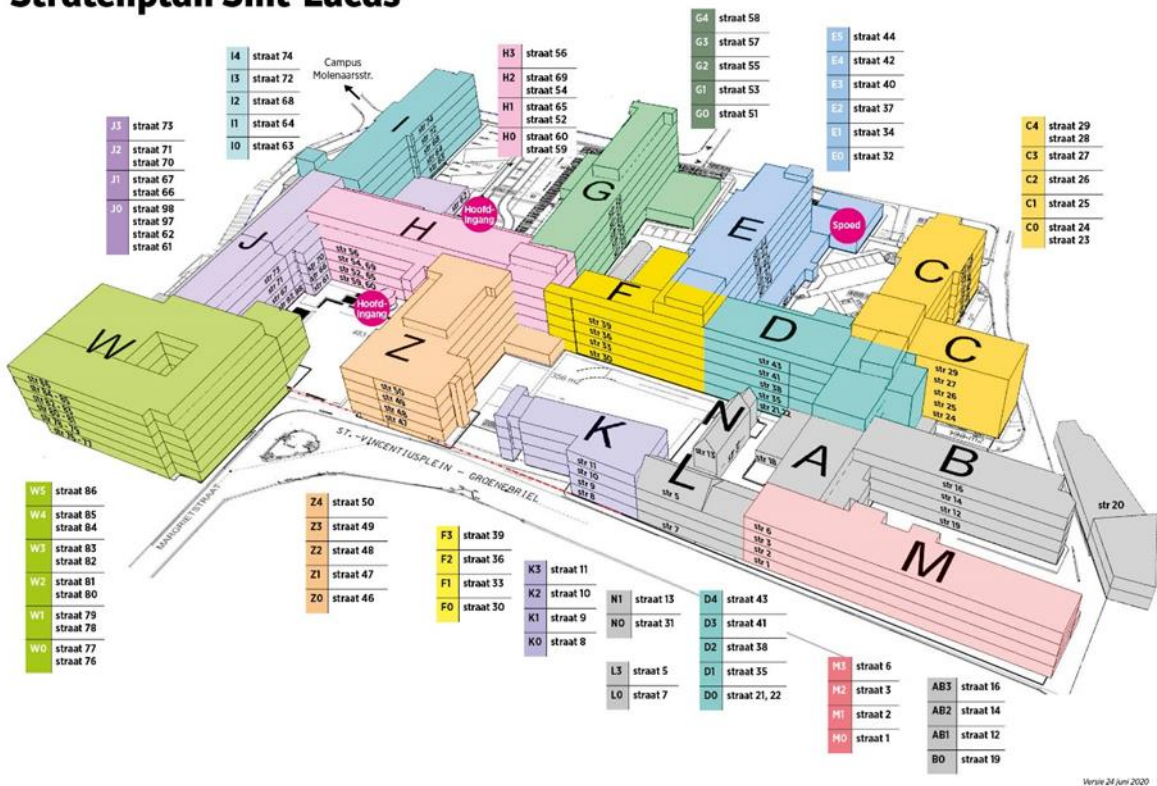 Stratenplan Sint-Lucas
I4 straat 74
I3 straat 72
I2 straat 68
I1 straat 64
I0 straat 63
Campus
Molenaarsstr.
H3 straat 56
H2 straat 69
straat 54
H1 straat 65
straat 52
H0 straat 60
straat 59
G4 straat 58
G3 straat 57
G2 straat 55
G1 straat 53
G0 straat 51
E5 straat 44
E4 straat 42
E3 straat 40
E2 straat 37
E1 straat 34
E0 straat 32
C4 straat 29
straat 28
C3 straat 27
C2 straat 26
C1 straat 25
C0 straat 24
straat 23
J3 straat 73
J2 straat 71
straat 70
J1 straat 67
straat 66
J0 straat 98
straat 97
straat 62
straat 61
I
G
E
H
J
Hoofd-
ingang
Spoed
C
str 56
str 54, 69
str 52, 65
str 59, 60
Hoofd-
ingang
W
Z
str 50
str 49
str 48
str 47
F
str 39
str 36
str 33
str 30
D
str 43
str 41
str 38
str 35
str 21,22
C
str 29
str 27
str 26
str 25
str 24
K
str 11
str 10
str 9
str 8
N
str 13
L
str 5
str 7
A
str 18
B
str 16
str 14
str 12
str 19
str 20
M
str 6
str 3
str 2
str 1
ST.-VINCENTIUSPLEIN - GROENEBRIEL
MARGRIETSTRAAT
W5 straat 86
W4 straat 85
straat 84
W3 straat 83
straat 82
W2 straat 81
straat 80
W1 straat 79
straat 78
W0 straat 77
straat 76
Z4 straat 50
Z3 straat 49
Z2 straat 48
Z1 straat 47
Z0 straat 46
F3 straat 39
F2 straat 36
F1 straat 33
F0 straat 30
K3 straat 11
K2 straat 10
K1 straat 9
K0 straat 8
N1 straat 13
N0 straat 31
L3 straat 5
L0 straat 7
D4 straat 43
D3 straat 41
D2 straat 38
D1 straat 35
D0 straat 21, 22
M3 straat 6
M2 straat 3
M1 straat 2
M0 straat 1
AB3 straat 16
AB2 straat 14
AB1 straat 12
B0 straat 19
Versie 24 juni 2020